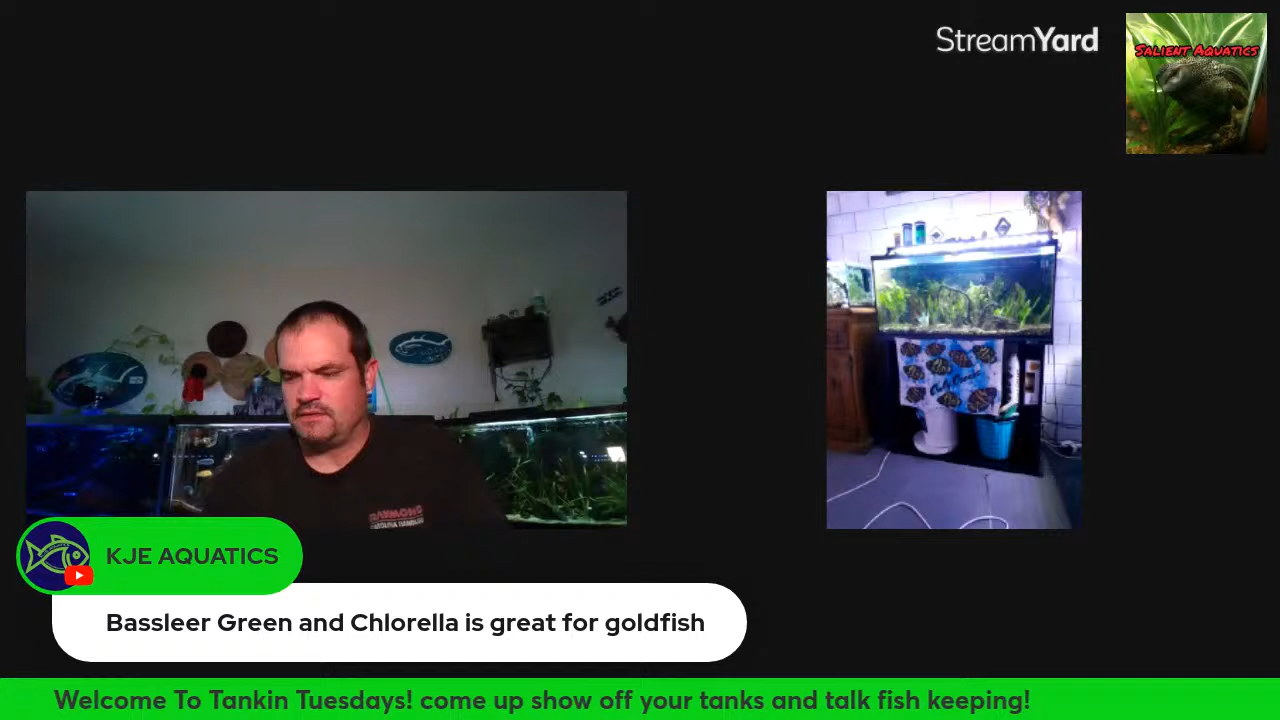 StreamYard
SALIENT AQUATICS
KJE AQUATICS
Bassleer Green and Chlorella is great for goldfish
Welcome To Tankin Tuesdays! come up show off your tanks and talk fish keeping!